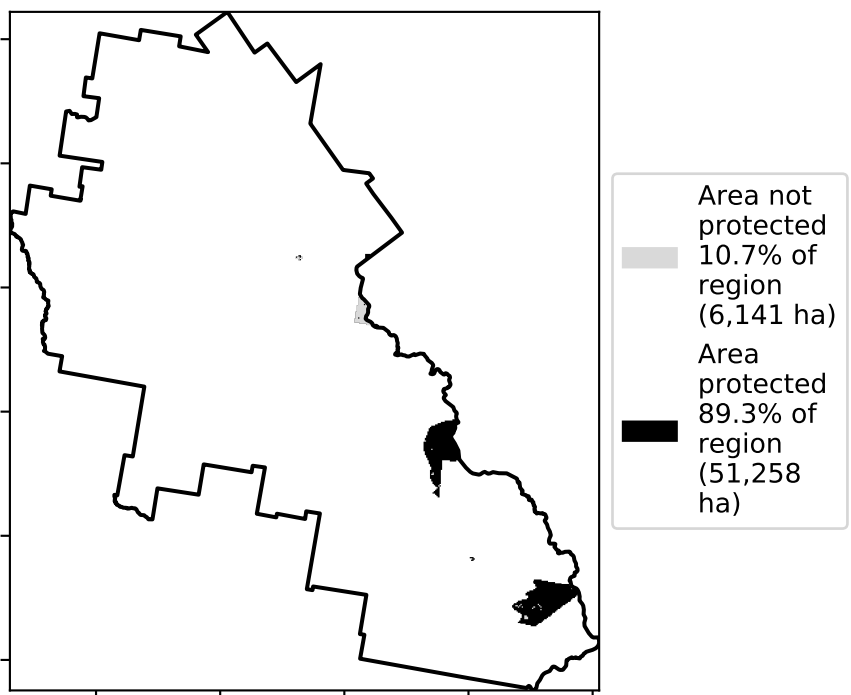 Area not
protected
10.7% of
region
(6,141 ha)
Area
protected
89.3% of
region
(51,258
ha)